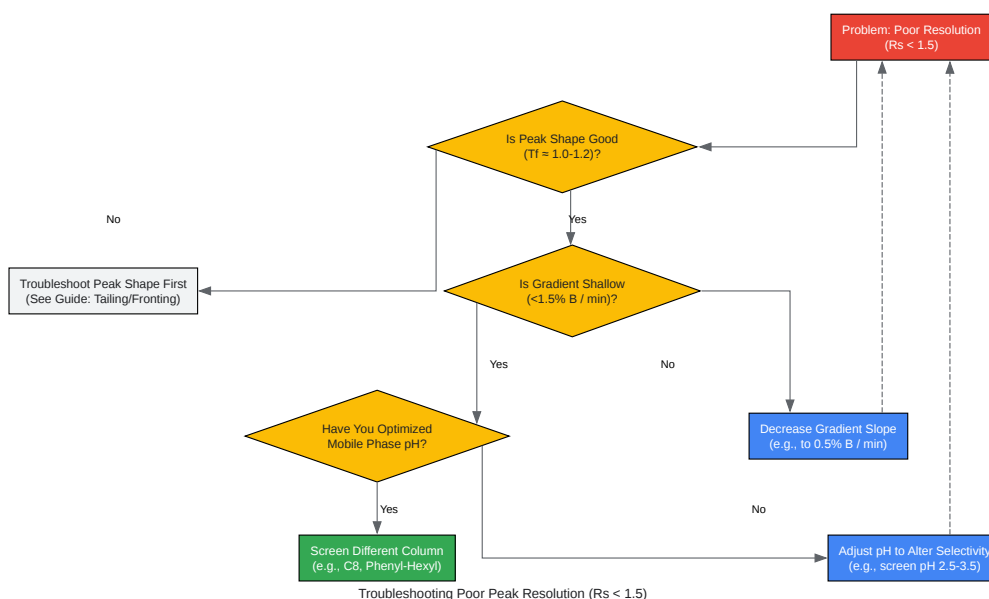 Problem: Poor Resolution
(Rs < 1.5)
Is Peak Shape Good
(Tf ≈ 1.0-1.2)?
No
Yes
Troubleshoot Peak Shape First
(See Guide: Tailing/Fronting)
Is Gradient Shallow
(<1.5% B / min)?
Yes
No
Have You Optimized
Mobile Phase pH?
Decrease Gradient Slope
(e.g., to 0.5% B / min)
Yes
No
Screen Different Column
(e.g., C8, Phenyl-Hexyl)
Adjust pH to Alter Selectivity
(e.g., screen pH 2.5-3.5)
Troubleshooting Poor Peak Resolution (Rs < 1.5)